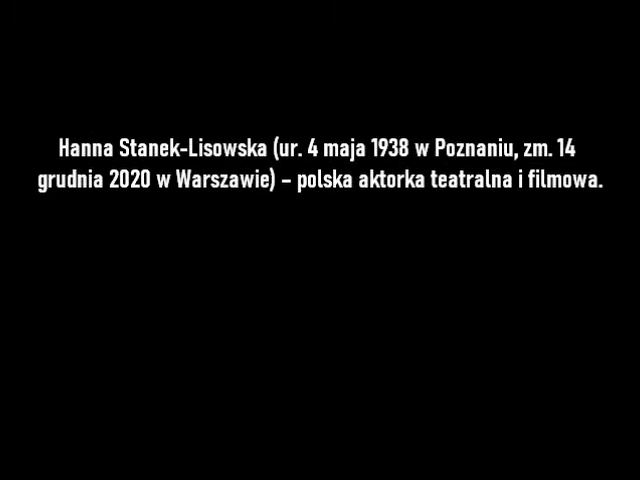 Hanna Stanek-Lisowska (ur. 4 maja 1938 w Poznaniu, zm. 14
grudnia 2020 w Warszawie) – polska aktorka teatralna i filmowa.